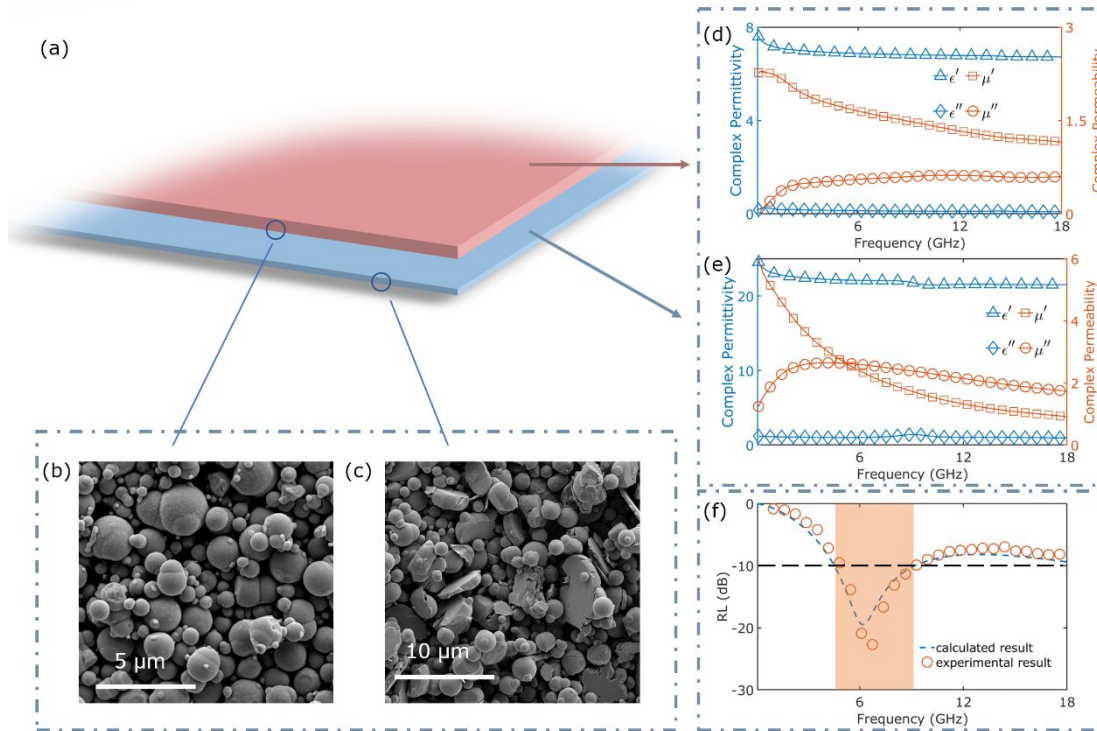 (a)
(b)
5 μm
(c)
10 μm
(d)
8
4
0
Complex Permittivity
3
1.5
0
Complex Permeability
ϵ′ μ′
ϵ″ μ″
6 12 18
Frequency (GHz)
(e)
20
10
0
Complex Permittivity
6
4
2
0
Complex Permeability
ϵ′ μ′
ϵ″ μ″
6 12 18
Frequency (GHz)
(f)
0
-10
-20
-30
RL (dB)
calculated result
experimental result
6 12 18
Frequency (GHz)